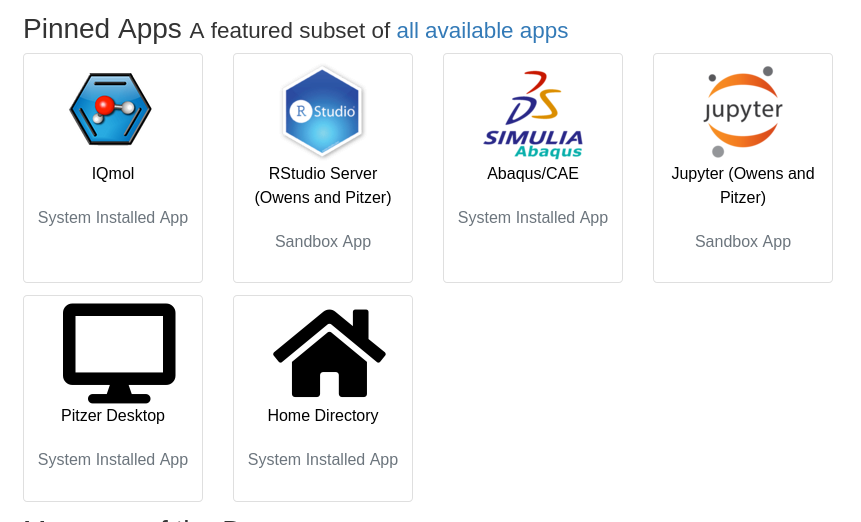 Pinned Apps A featured subset of all available apps
R Studio
SIMULIA
Abaqus
jupyter
IQmol
RStudio Server
(Owens and Pitzer)
Abaqus/CAE
Jupyter (Owens and
Pitzer)
System Installed App
Sandbox App
System Installed App
Sandbox App
Pitzer Desktop
Home Directory
System Installed App
System Installed App